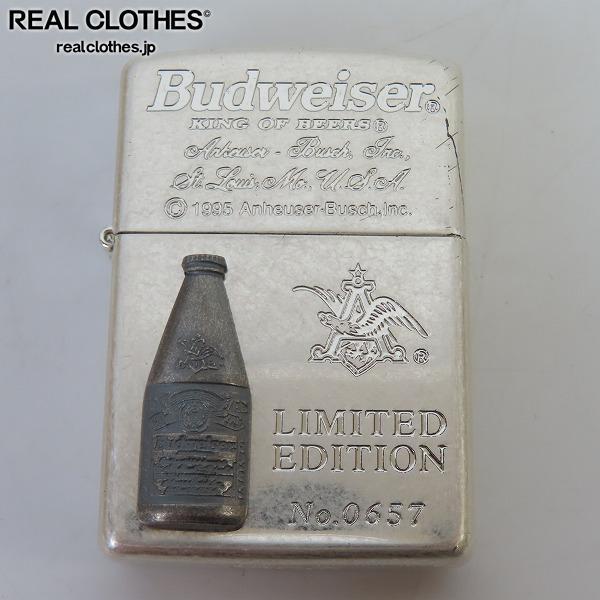 REAL CLOTHES©
realclothes.jp
Budweiser®
KING OF BEERS®
Anheuser - Busch, Inc.,
St. Louis, Mo., U.S.A.
© 1995 Anheuser-Busch,Inc.
A
®
LIMITED
EDITION
No.0657